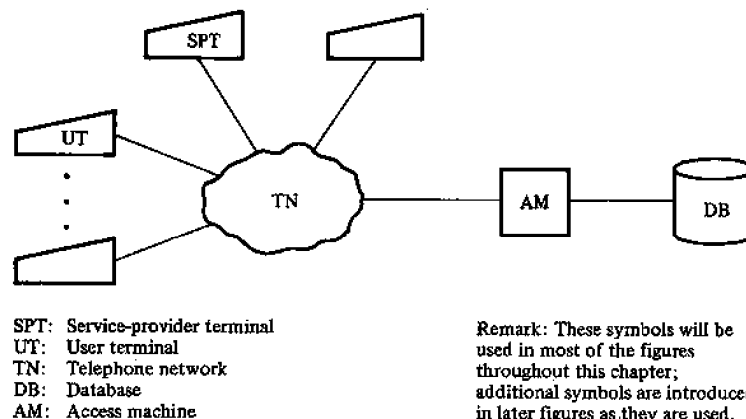 SPT
UT
TN
AM
DB
SPT: Service-provider terminal
UT: User terminal
TN: Telephone network
DB: Database
AM: Access machine
Remark: These symbols will be
used in most of the figures
throughout this chapter;
additional symbols are introduce
in later figures as they are used.